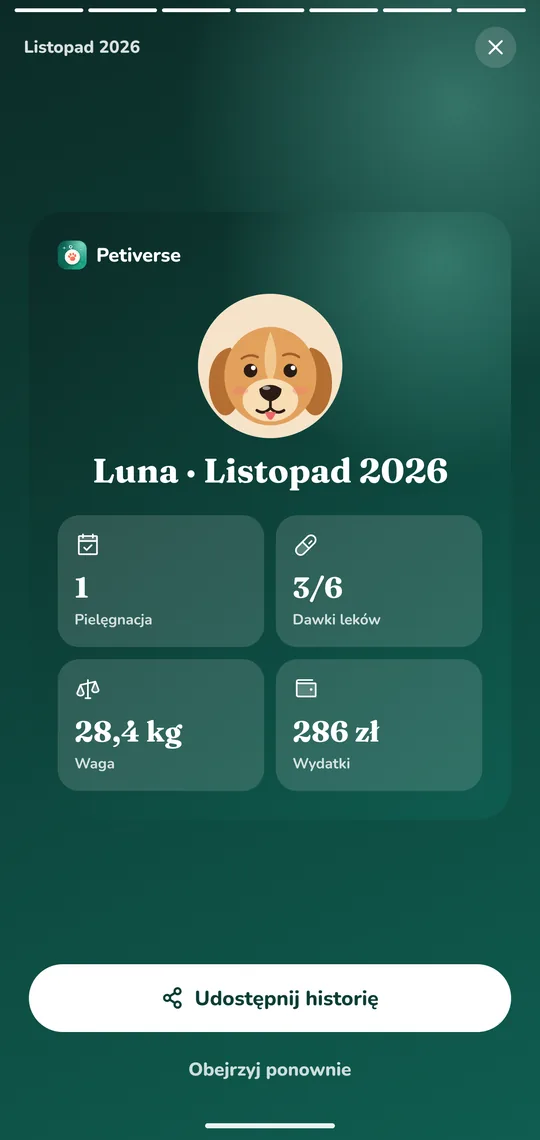 Listopad 2026
Petiverse
Luna • Listopad 2026
1
Pielęgnacja
3/6
Dawki leków
28,4 kg
Waga
286 zł
Wydatki
Udostępnij historię
Obejrzyj ponownie